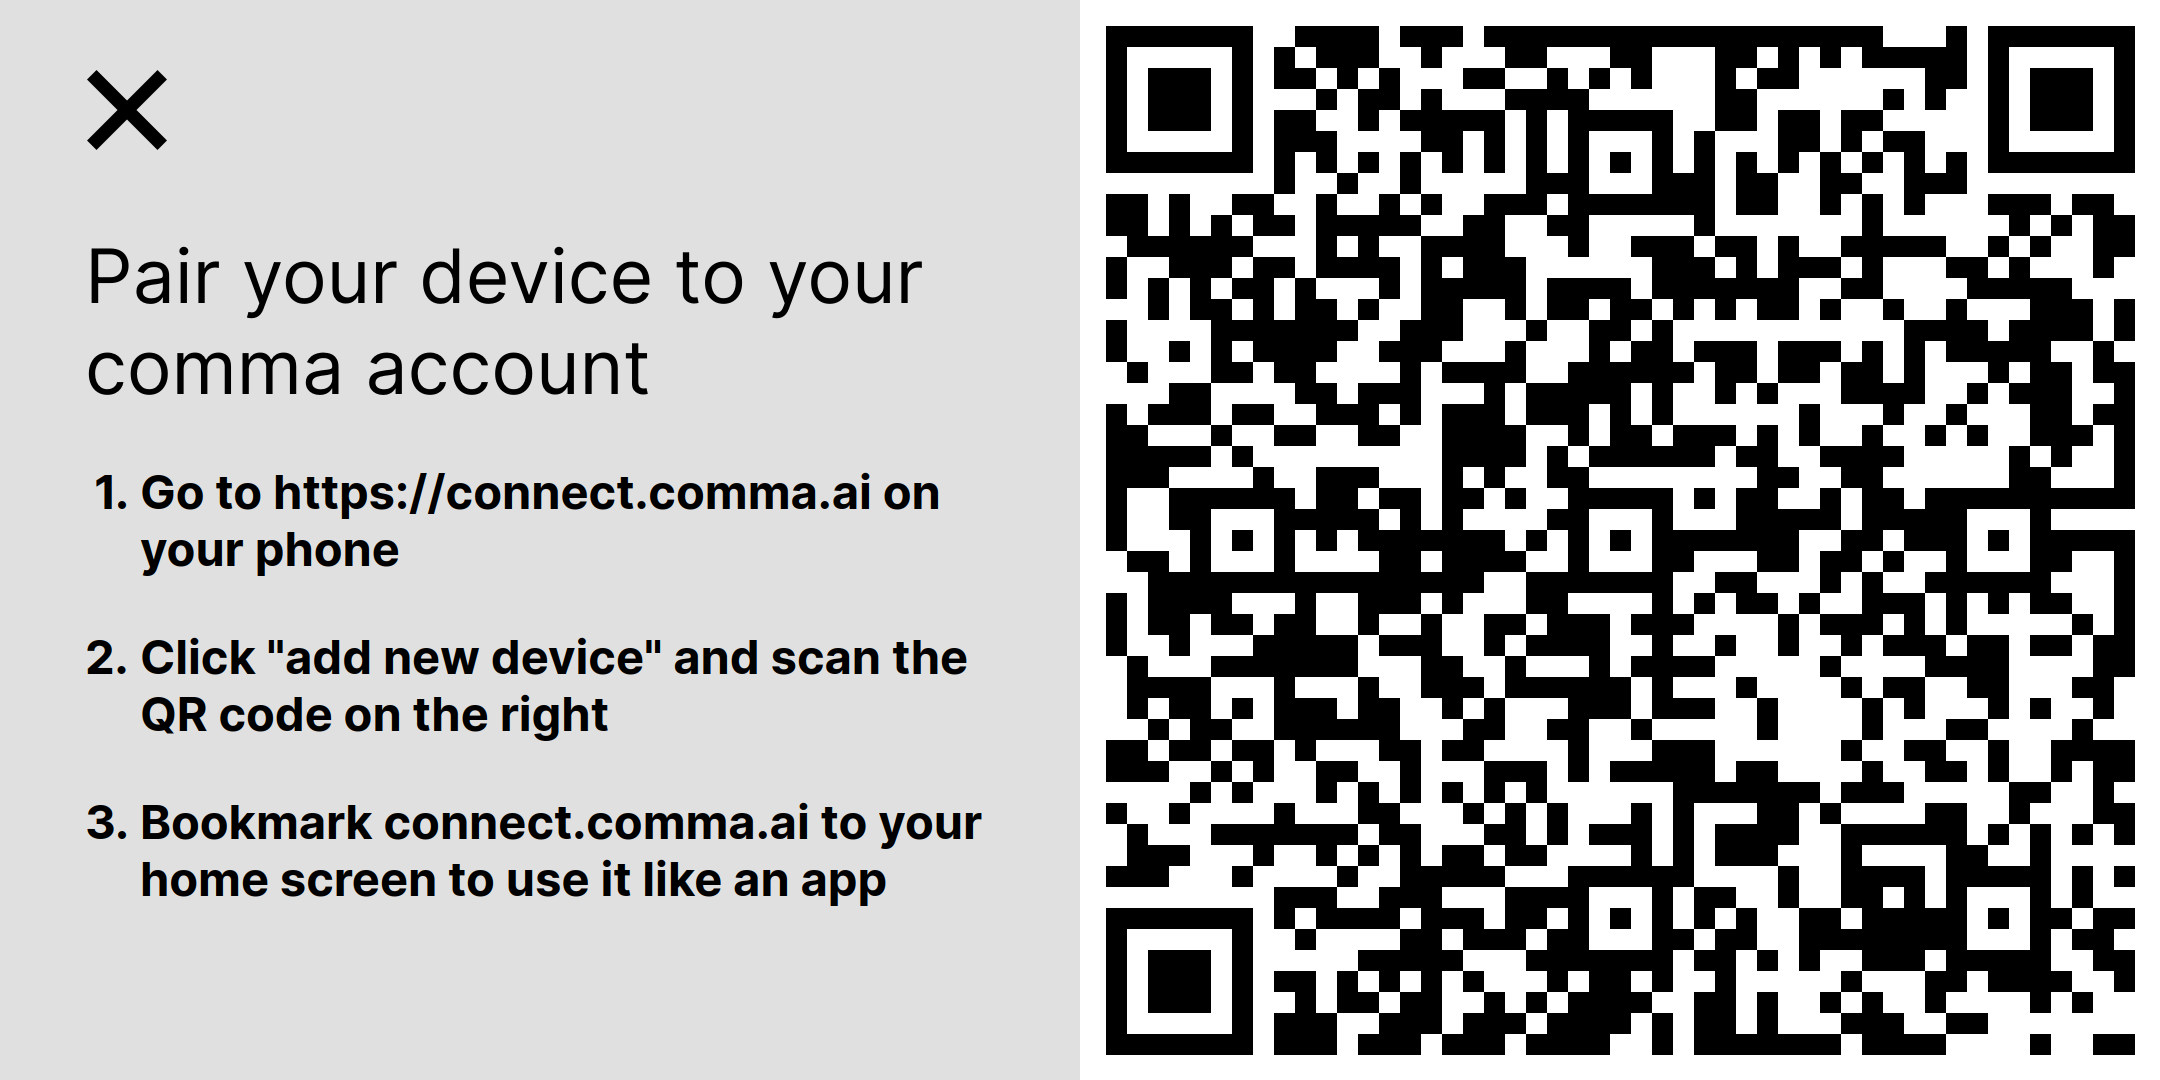 Pair your device to your
comma account
1. Go to https://connect.comma.ai on
your phone
2. Click "add new device" and scan the
QR code on the right
3. Bookmark connect.comma.ai to your
home screen to use it like an app